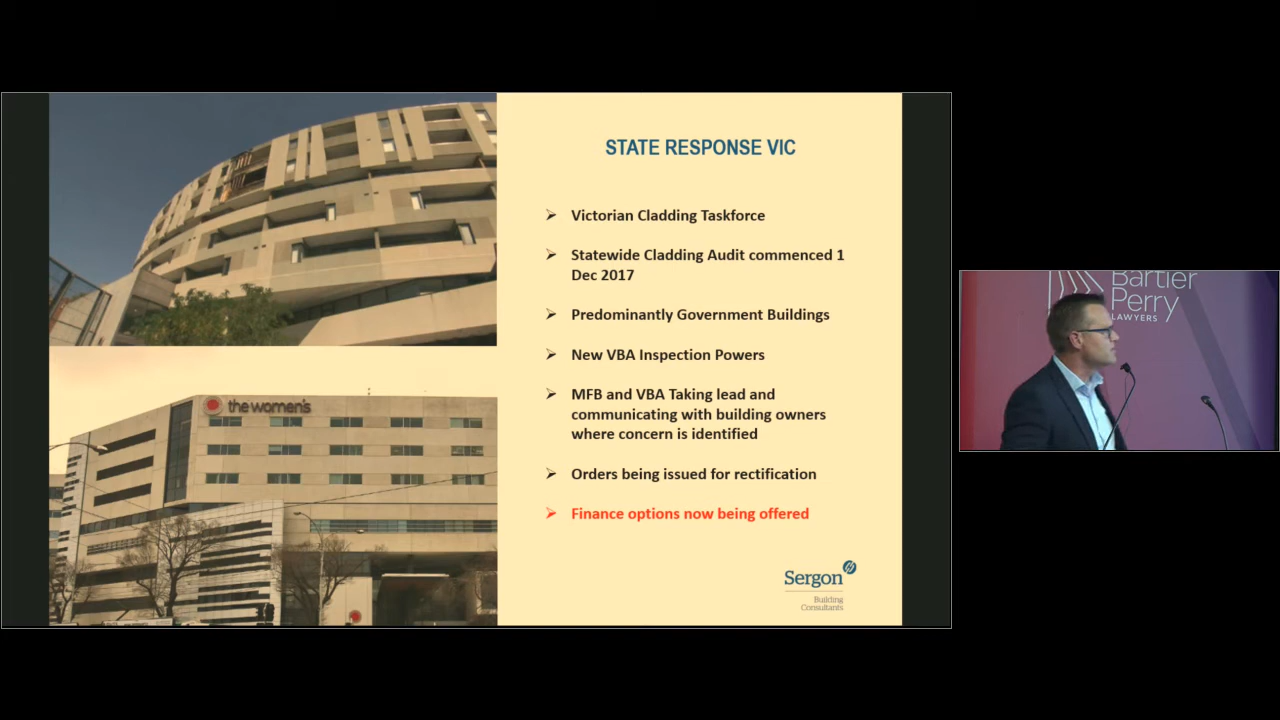 STATE RESPONSE VIC
➢ Victorian Cladding Taskforce
➢ Statewide Cladding Audit commenced 1
Dec 2017
➢ Predominantly Government Buildings
➢ New VBA Inspection Powers
➢ MFB and VBA Taking lead and
communicating with building owners
where concern is identified
➢ Orders being issued for rectification
➢ Finance options now being offered
Sergon
Building
Consultants
the women's
Bartier
Perry
LAWYERS